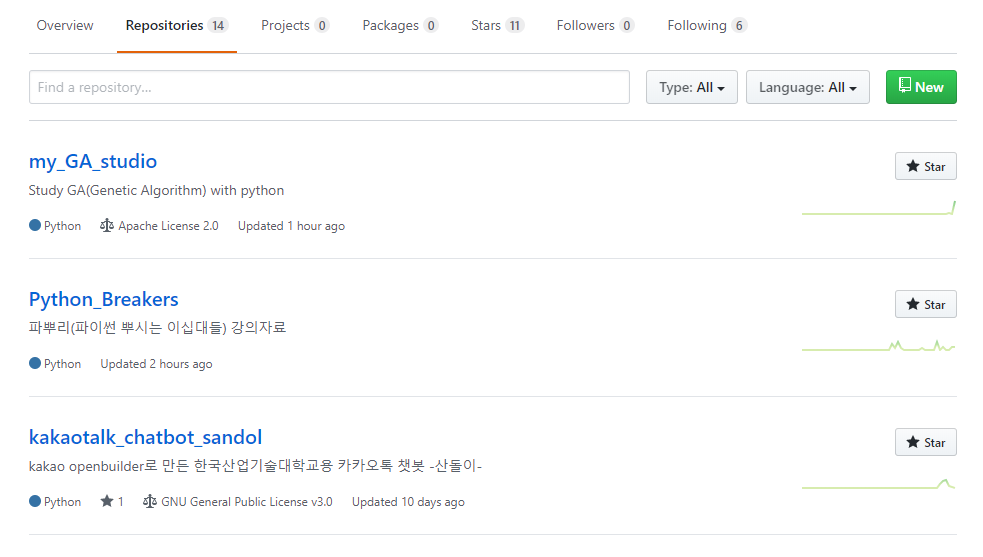 Overview Repositories 14 Projects 0 Packages 0 Stars 11 Followers 0 Following 6
Find a repository... Type: All Language: All New
my_GA_studio Star
Study GA(Genetic Algorithm) with python
Python Apache License 2.0 Updated 1 hour ago
Python_Breakers Star
파뿌리(파이썬 뿌시는 이십대들) 강의자료
Python Updated 2 hours ago
kakaotalk_chatbot_sandol Star
kakao openbuilder로 만든 한국산업기술대학교용 카카오톡 챗봇 -산돌이-
Python 1 GNU General Public License v3.0 Updated 10 days ago